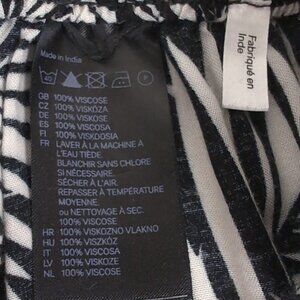 Made in India
GB 100% VISCOSE
CZ 100% VISKÓZA
DE 100% VISKOSE
ES 100% VISCOSA
FI 100% VISKOOSIA
FR LAVER À LA MACHINE A
L'EAU TIÈDE.
BLANCHIR SANS CHLORE
SI NÉCESSAIRE.
SÉCHER À L'AIR.
REPASSER À TEMPÉRATURE
MOYENNE
ou NETTOYAGE À SEC.
100% VISCOSE
HR 100% VISKOZNO VLAKNO
HU 100% VISZKÓZ
IT 100% VISCOSA
LV 100% VISKOZE
NL 100% VISCOSE
Fabriqué en
Inde